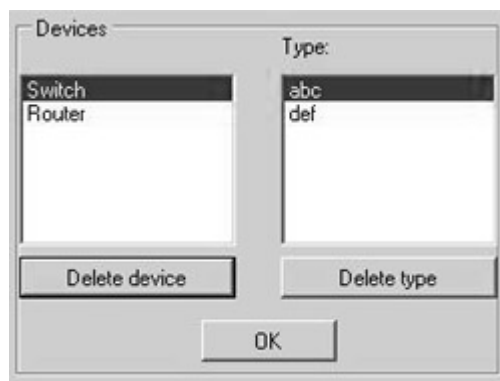 Devices
Type:
Switch
Router
abc
def
Delete device
Delete type
OK